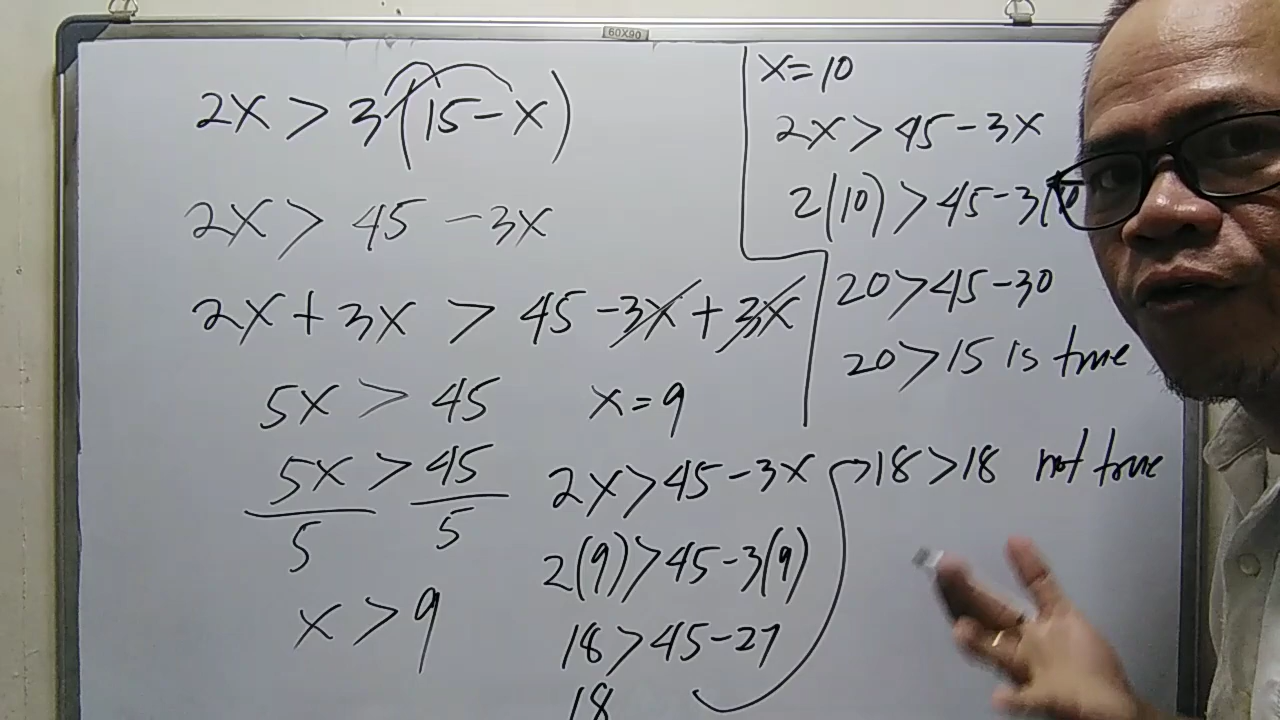 60X90
2x > 3(15 - x)
2x > 45 - 3x
2x + 3x > 45 - 3x + 3x
5x > 45
5x > 45
5 5
x > 9
x = 9
2x > 45 - 3x
2(9) > 45 - 3(9)
18 > 45 - 27
18
18 > 18 not true
x = 10
2x > 45 - 3x
2(10) > 45 - 3(10
20 > 45 - 30
20 > 15 is true